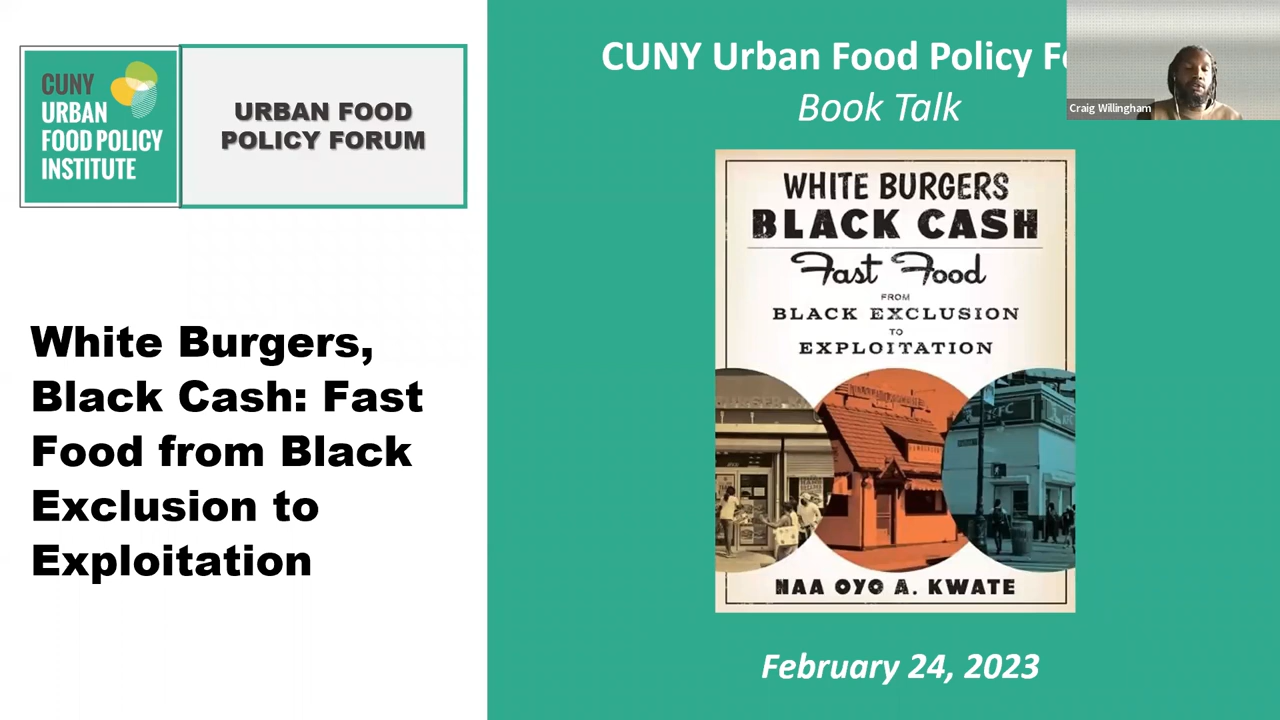 CUNY
URBAN
FOOD POLICY
INSTITUTE
URBAN FOOD
POLICY FORUM
White Burgers,
Black Cash: Fast
Food from Black
Exclusion to
Exploitation
CUNY Urban Food Policy
Book Talk
Craig Willingham
WHITE BURGERS
BLACK CASH
Fast Food
FROM
BLACK EXCLUSION
TO
EXPLOITATION
KFC
NAA OYO A. KWATE
February 24, 2023